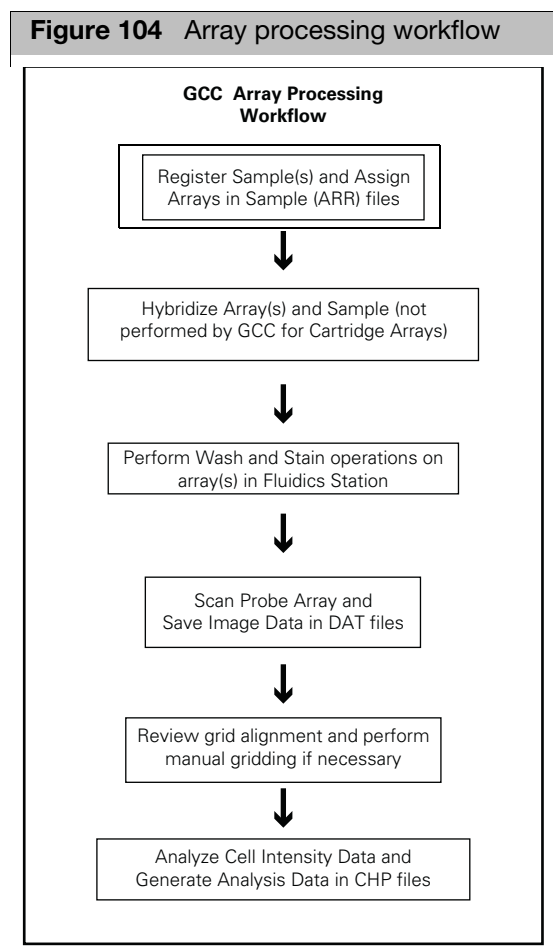 Figure 104 Array processing workflow
GCC Array Processing
Workflow
Register Sample(s) and Assign
Arrays in Sample (ARR) files
Hybridize Array(s) and Sample (not
performed by GCC for Cartridge Arrays)
Perform Wash and Stain operations on
array(s) in Fluidics Station
Scan Probe Array and
Save Image Data in DAT files
Review grid alignment and perform
manual gridding if necessary
Analyze Cell Intensity Data and
Generate Analysis Data in CHP files